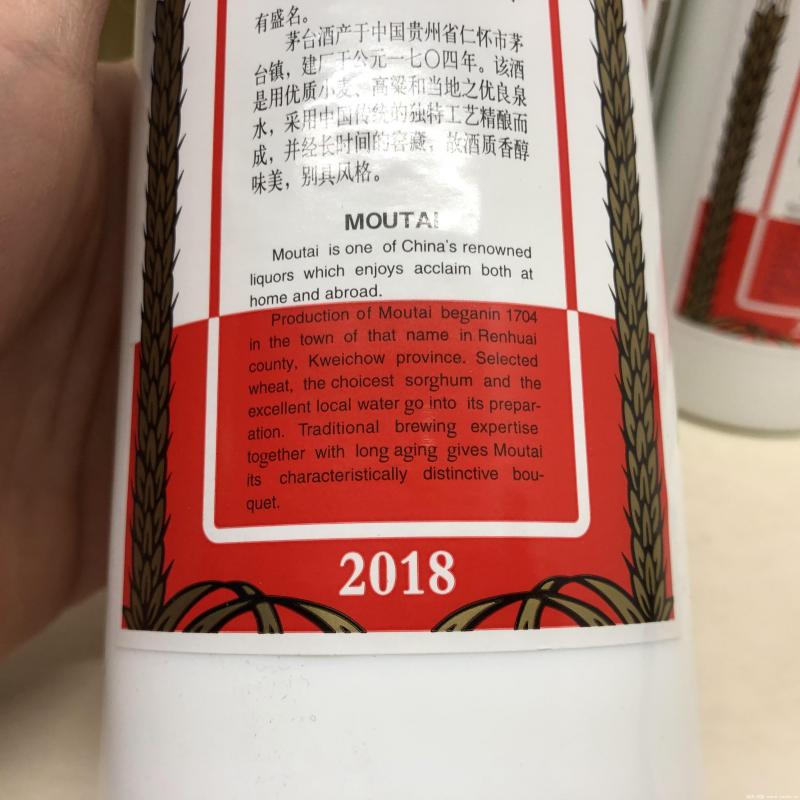 有盛名。
茅台酒产于中国贵州省仁怀市茅
台镇，建厂于公元一七〇四年。该酒
是用优质小麦、高粱和当地之优良泉
水，采用中国传统的独特工艺精酿而
成，并经长时间的窖藏，故酒质香醇
味美，别具风格。
MOUTAI
Moutai is one of China's renowned
liquors which enjoys acclaim both at
home and abroad.
Production of Moutai beganin 1704
in the town of that name in Renhuai
county, Kweichow province. Selected
wheat, the choicest sorghum and the
excellent local water go into its prepar-
ation. Traditional brewing expertise
together with long aging gives Moutai
its characteristically distinctive bou-
quet.
2018